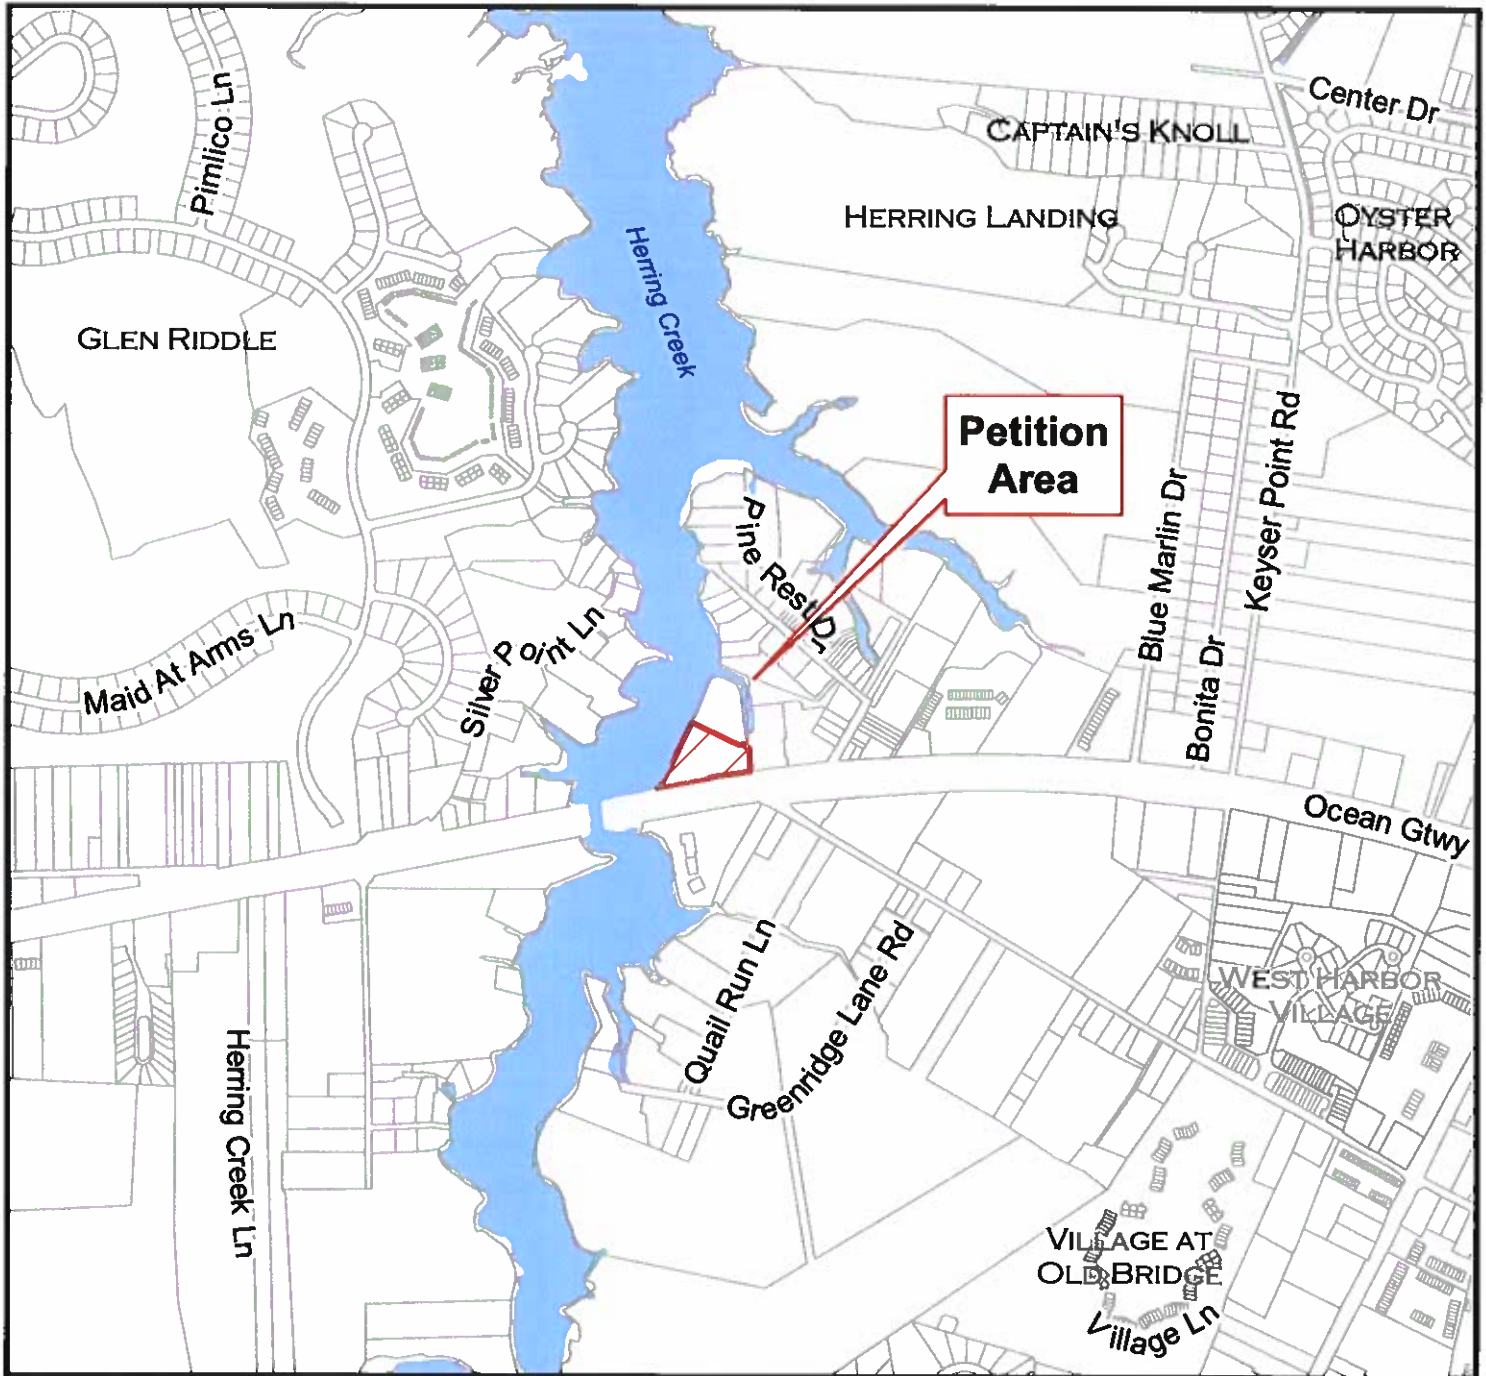 Pimlico Ln
Center Dr
CAPTAIN'S KNOLL
HERRING LANDING
OYSTER
HARBOR
Herring Creek
GLEN RIDDLE
Petition
Area
Pine Rest Dr
Blue Marlin Dr
Keyser Point Rd
Bonita Dr
Maid At Arms Ln
Silver Point Ln
Ocean Gtwy
Quail Run Ln
Greenridge Lane Rd
WEST HARBOR
VILLAGE
Herring Creek Ln
VILLAGE AT
OLD BRIDGE
Village Ln